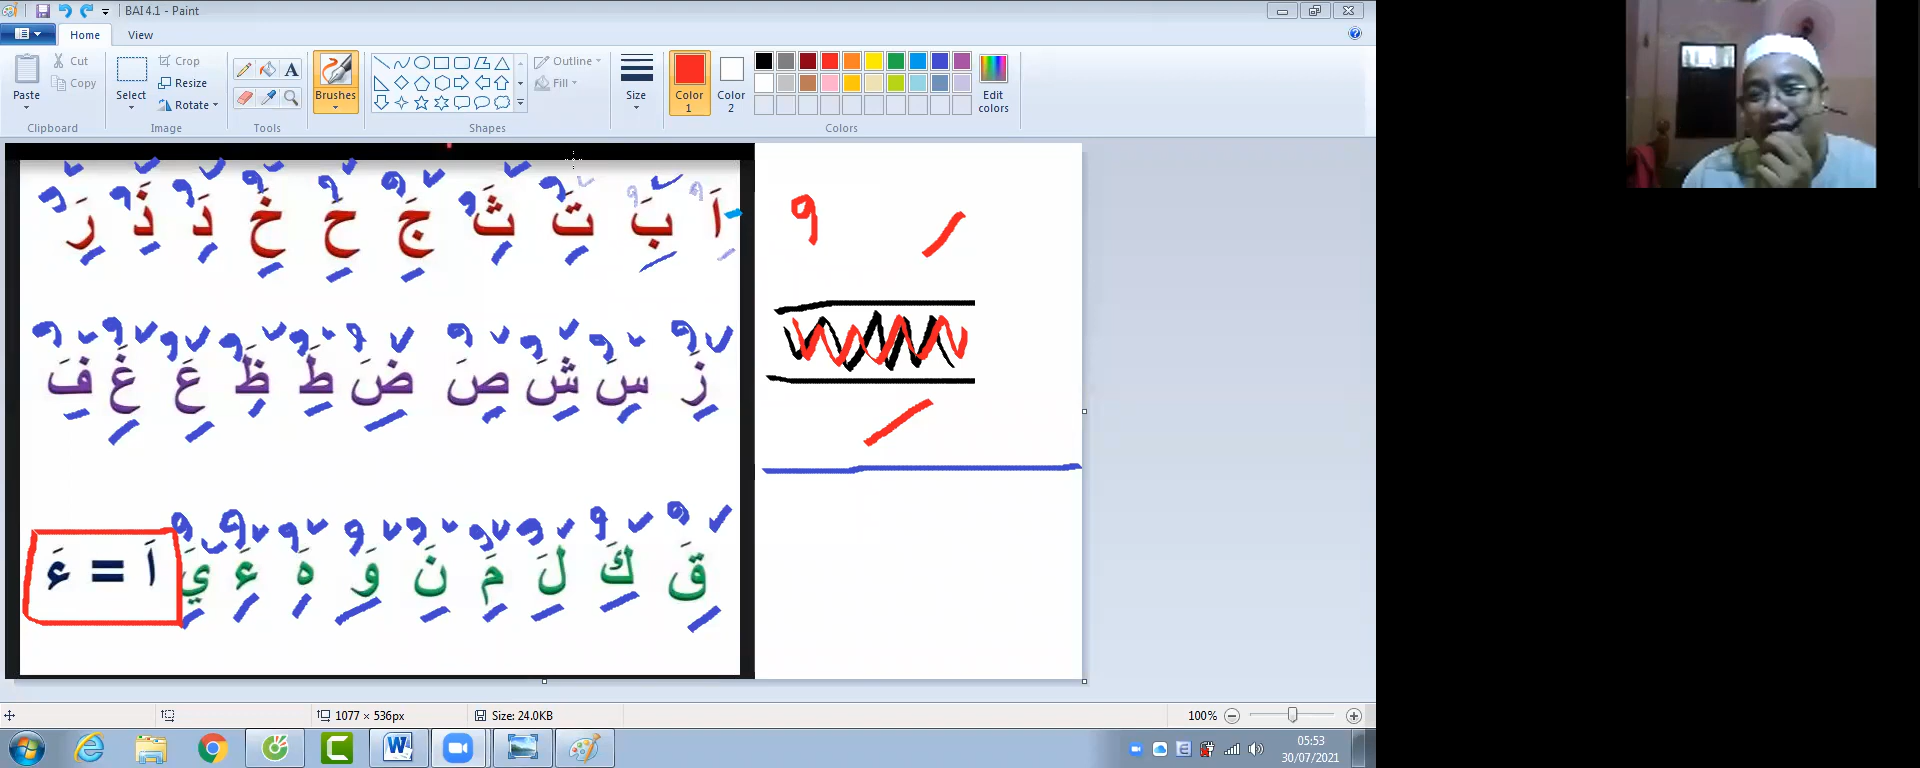 BAI 4.1 - Paint
Home View
Paste
Cut
Copy
Clipboard
Select
Crop
Resize
Rotate
Image
Tools
Brushes
Shapes
Outline
Fill
Size
Color 1
Color 2
Colors
Edit colors
اَ بَ تَ ثَ جَ حَ خَ دَ ذَ رَ
زَ سَ شَ صَ ضَ طَ ظَ عَ غَ فَ
قَ كَ لَ مَ نَ وَ هَ ءَ يَ
اَ = ءَ
1077 × 536px
Size: 24.0KB
100%
05:53
30/07/2021